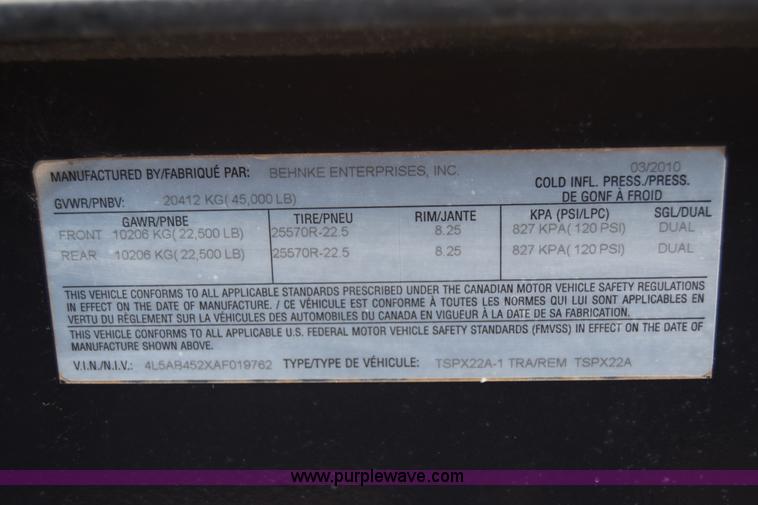 MANUFACTURED BY/FABRIQUÉ PAR: BEHNKE ENTERPRISES, INC. 03/2010
GVWR/PNBV: 20412 KG( 45,000 LB) COLD INFL. PRESS./PRESS.
DE GONF À FROID
GAWR/PNBE TIRE/PNEU RIM/JANTE KPA (PSI/LPC) SGL/DUAL
FRONT 10206 KG( 22,500 LB) 25570R-22.5 8.25 827 KPA( 120 PSI) DUAL
REAR 10206 KG( 22,500 LB) 25570R-22.5 8.25 827 KPA( 120 PSI) DUAL
THIS VEHICLE CONFORMS TO ALL APPLICABLE STANDARDS PRESCRIBED UNDER THE CANADIAN MOTOR VEHICLE SAFETY REGULATIONS
IN EFFECT ON THE DATE OF MANUFACTURE. / CE VÉHICULE EST CONFORME À TOUTES LES NORMES QUI LUI SONT APPLICABLES EN
VERTU DU RÈGLEMENT SUR LA VÉHICULES DES AUTOMOBILES DU CANADA EN VIGUEUR À LA DATE DE SA FABRICATION.
THIS VEHICLE CONFORMS TO ALL APPLICABLE U.S. FEDERAL MOTOR VEHICLE SAFETY STANDARDS (FMVSS) IN EFFECT ON THE DATE OF
MANUFACTURE SHOWN ABOVE.
V.I.N./N.I.V.: 4L5AB452XAF019762 TYPE/TYPE DE VÉHICULE: TSPX22A-1 TRA/REM TSPX22A
www.purplewave.com